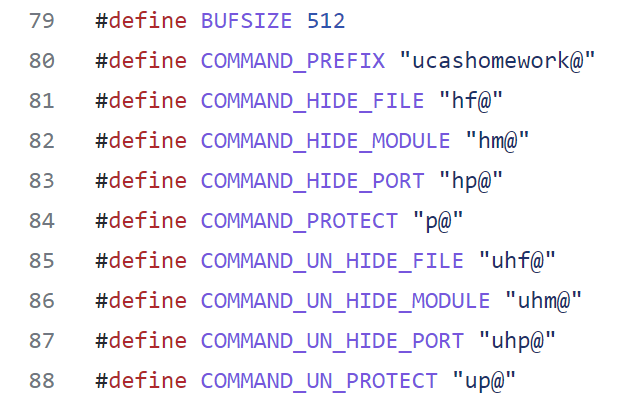 79 #define BUFSIZE 512
80 #define COMMAND_PREFIX "ucashomework@"
81 #define COMMAND_HIDE_FILE "hf@"
82 #define COMMAND_HIDE_MODULE "hm@"
83 #define COMMAND_HIDE_PORT "hp@"
84 #define COMMAND_PROTECT "p@"
85 #define COMMAND_UN_HIDE_FILE "uhf@"
86 #define COMMAND_UN_HIDE_MODULE "uhm@"
87 #define COMMAND_UN_HIDE_PORT "uhp@"
88 #define COMMAND_UN_PROTECT "up@"